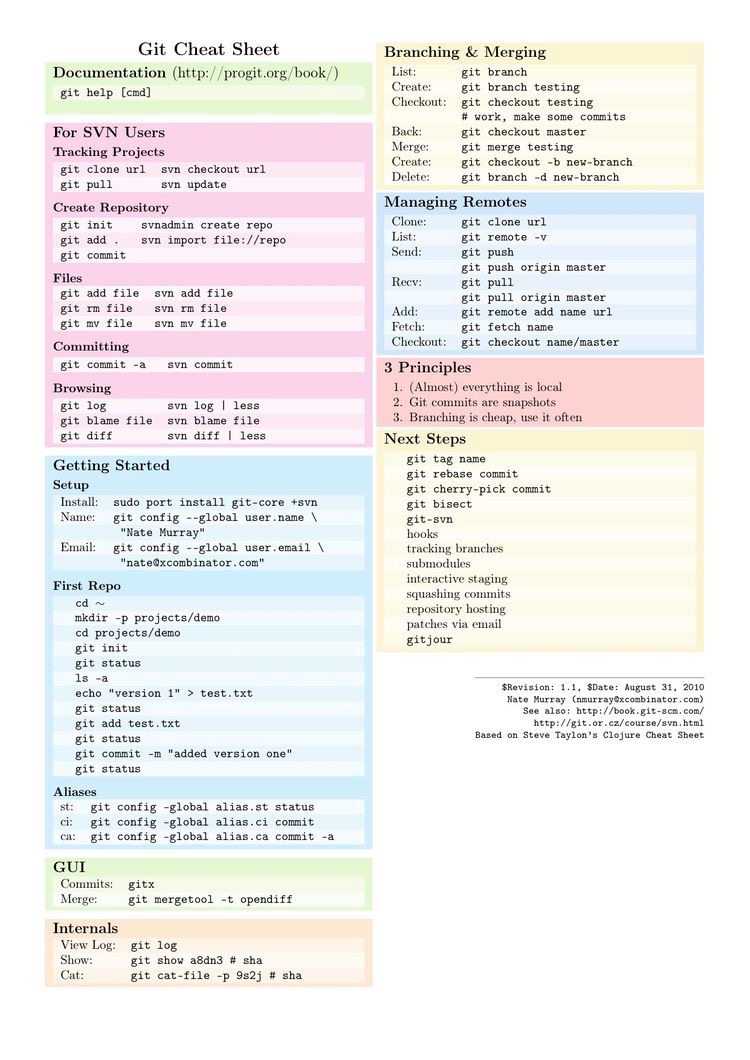 Git Cheat Sheet
Documentation (http://progit.org/book/)
git help [cmd]
For SVN Users
Tracking Projects
git clone url svn checkout url
git pull svn update
Create Repository
git init svnadmin create repo
git add . svn import file://repo
git commit
Files
git add file svn add file
git rm file svn rm file
git mv file svn mv file
Committing
git commit -a svn commit
Browsing
git log svn log | less
git blame file svn blame file
git diff svn diff | less
Getting Started
Setup
Install: sudo port install git-core +svn
Name: git config --global user.name \
"Nate Murray"
Email: git config --global user.email \
"nate@xcombinator.com"
First Repo
cd ~
mkdir -p projects/demo
cd projects/demo
git init
git status
ls -a
echo "version 1" > test.txt
git status
git add test.txt
git status
git commit -m "added version one"
git status
Aliases
st: git config -global alias.st status
ci: git config -global alias.ci commit
ca: git config -global alias.ca commit -a
GUI
Commits: gitx
Merge: git mergetool -t opendiff
Internals
View Log: git log
Show: git show a8dn3 # sha
Cat: git cat-file -p 9s2j # sha
Branching & Merging
List: git branch
Create: git branch testing
Checkout: git checkout testing
# work, make some commits
Back: git checkout master
Merge: git merge testing
Create: git checkout -b new-branch
Delete: git branch -d new-branch
Managing Remotes
Clone: git clone url
List: git remote -v
Send: git push
git push origin master
Recv: git pull
git pull origin master
Add: git remote add name url
Fetch: git fetch name
Checkout: git checkout name/master
3 Principles
1. (Almost) everything is local
2. Git commits are snapshots
3. Branching is cheap, use it often
Next Steps
git tag name
git rebase commit
git cherry-pick commit
git bisect
git-svn
hooks
tracking branches
submodules
interactive staging
squashing commits
repository hosting
patches via email
gitjour
$Revision: 1.1, $Date: August 31, 2010
Nate Murray (nmurray@xcombinator.com)
See also: http://book.git-scm.com/
http://git.or.cz/course/svn.html
Based on Steve Taylon's Clojure Cheat Sheet